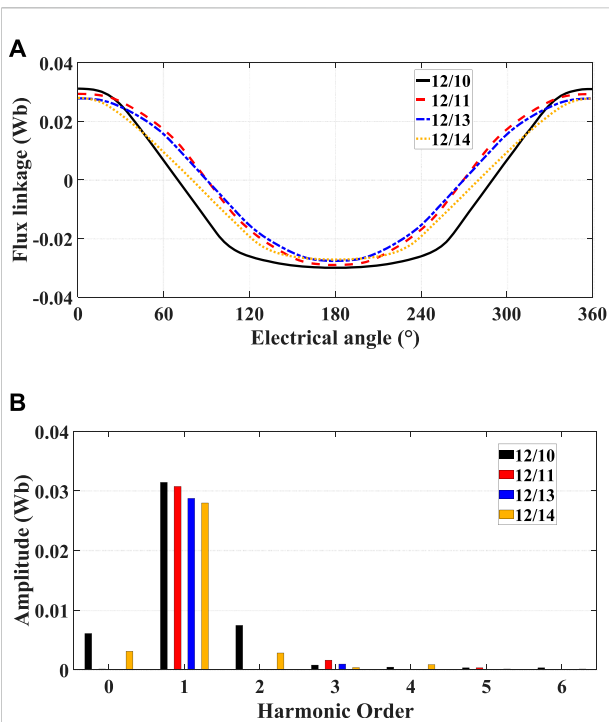 A
Flux linkage (Wb)
0.04
0.02
0
-0.02
-0.04
12/10
12/11
12/13
12/14
0 60 120 180 240 300 360
Electrical angle (°)
B
Amplitude (Wb)
0.04
0.03
0.02
0.01
0
12/10
12/11
12/13
12/14
0 1 2 3 4 5 6
Harmonic Order